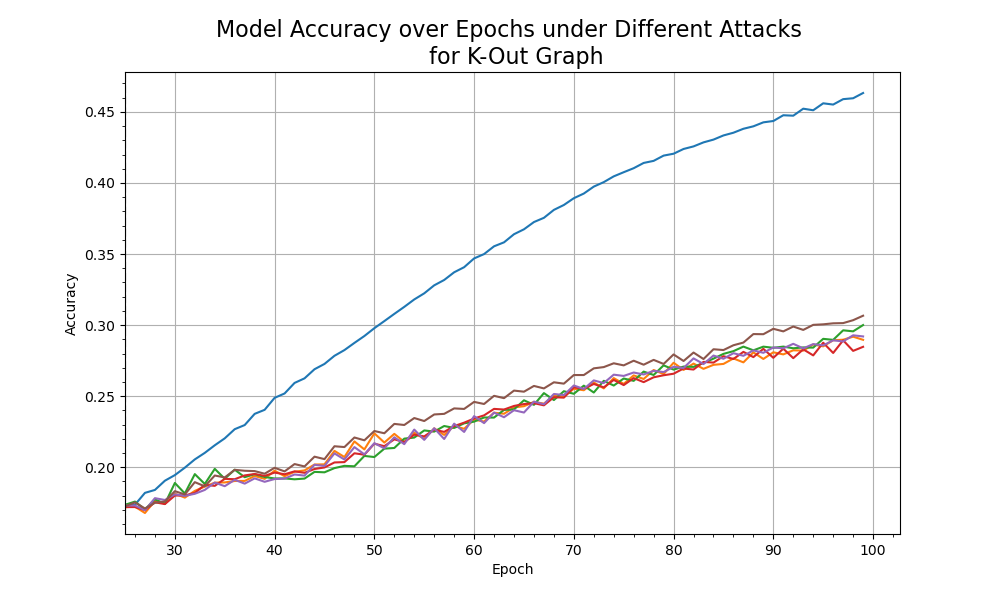 Model Accuracy over Epochs under Different Attacks
for K-Out Graph
0.45
0.40
0.35
0.30
0.25
0.20
Accuracy
30 40 50 60 70 80 90 100
Epoch